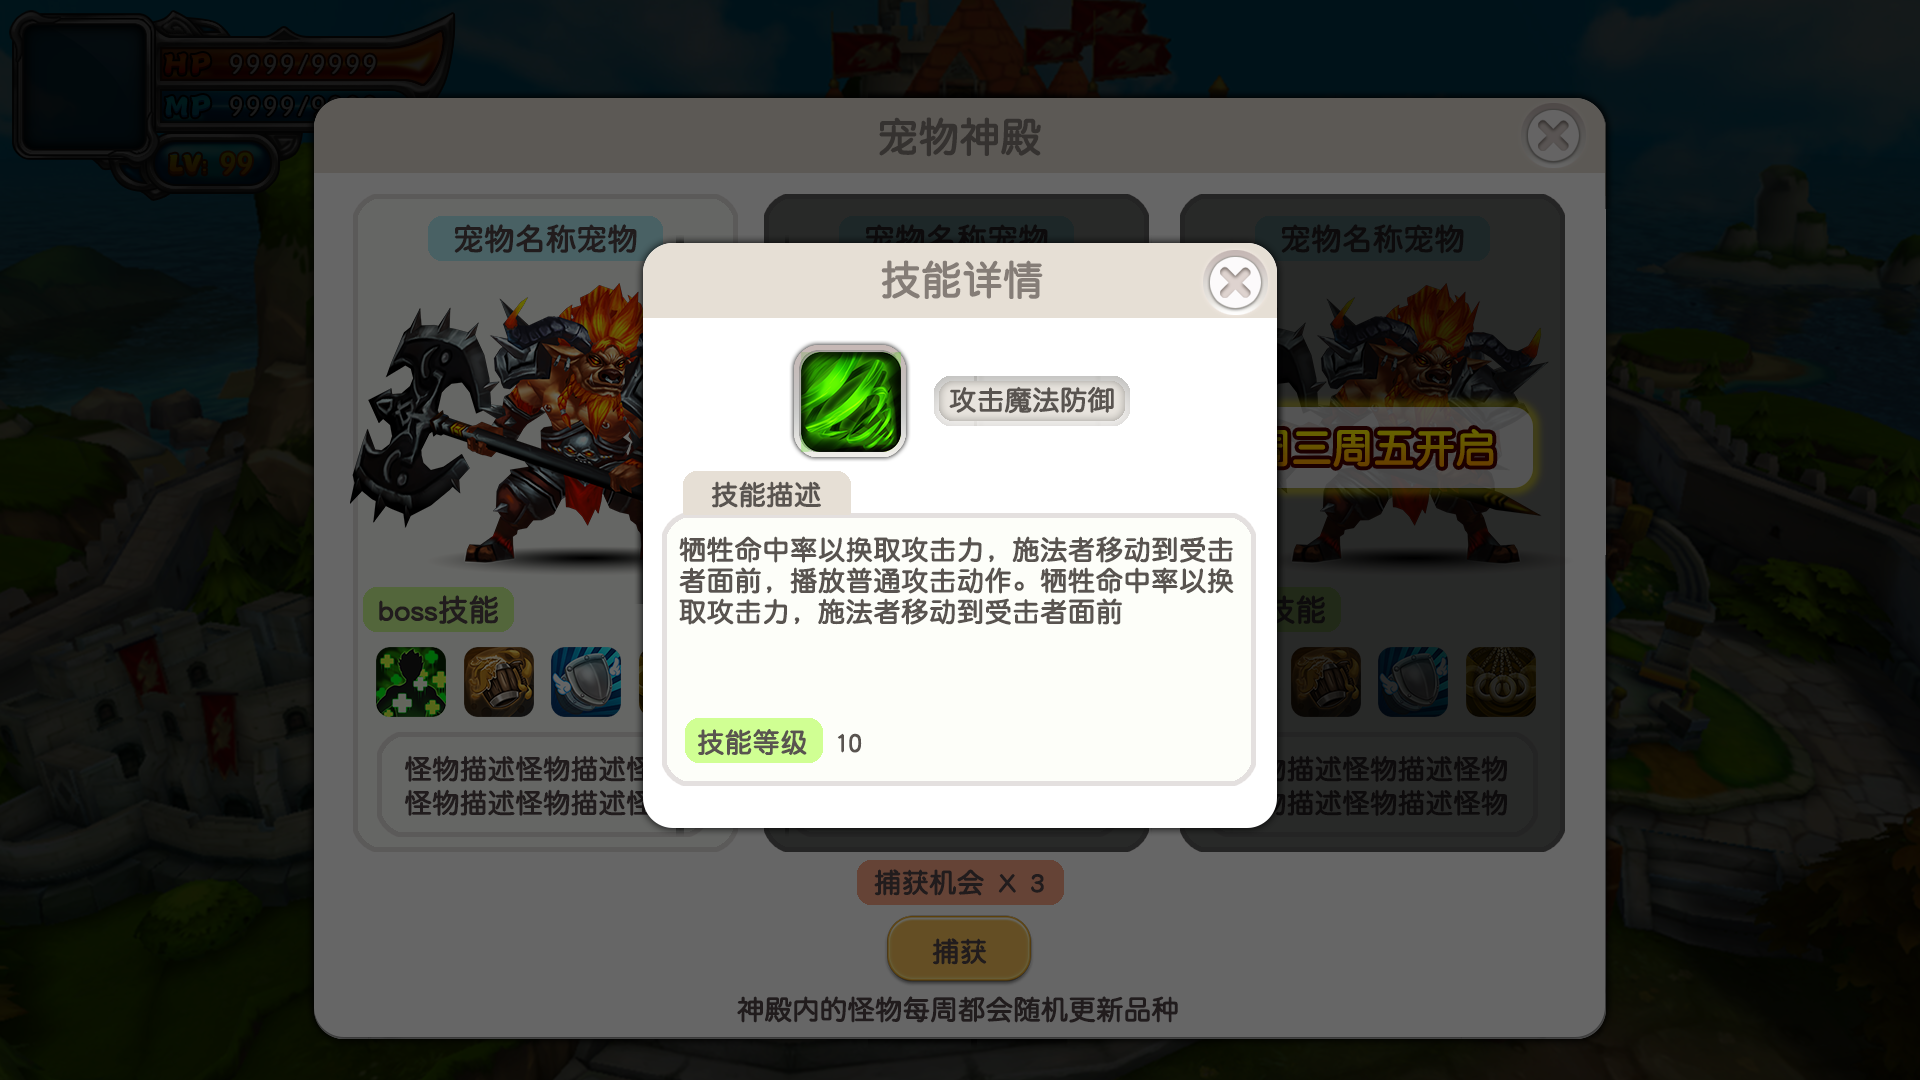 HP 9999/9999
MP 9999/9
LV: 99
宠物神殿
宠物名称宠物
宠物名称宠物
宠物名称宠物
技能详情
攻击魔法防御
周三周五开启
技能描述
牺牲命中率以换取攻击力，施法者移动到受击
者面前，播放普通攻击动作。牺牲命中率以换
取攻击力，施法者移动到受击者面前
boss技能
技能
技能等级 10
怪物描述怪物描述怪
怪物描述怪物描述怪
物描述怪物描述怪物
物描述怪物描述怪物
捕获机会 X 3
捕获
神殿内的怪物每周都会随机更新品种